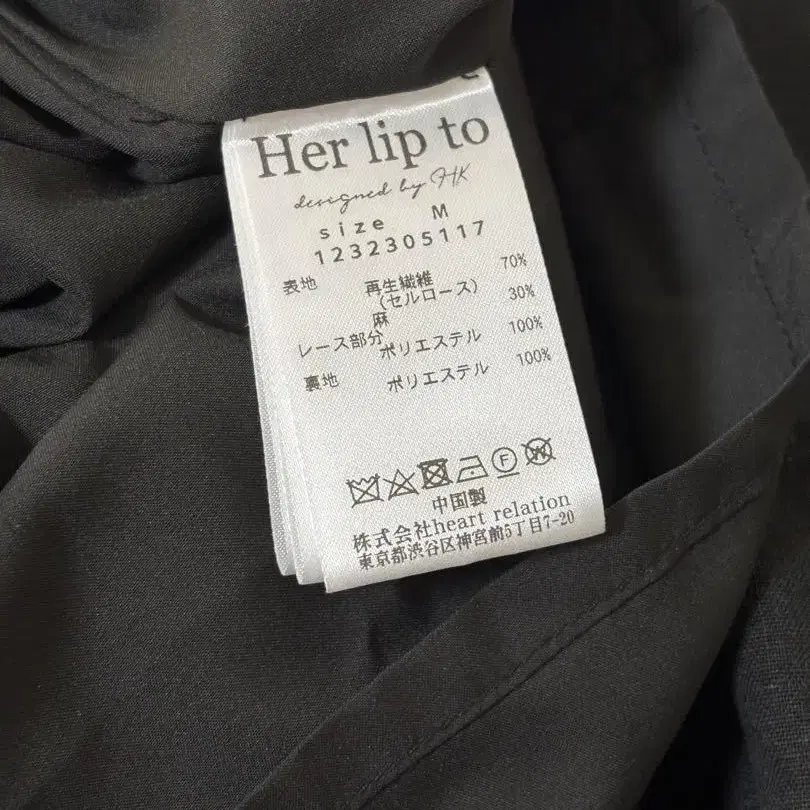 Her lip to
designed by HK
size M
1232305117
表地 再生繊維 70%
(セルロース)
麻 30%
レース部分
ポリエステル 100%
裏地 ポリエステル 100%
F W
中国製
株式会社heart relation
東京都渋谷区神宮前5丁目7-20